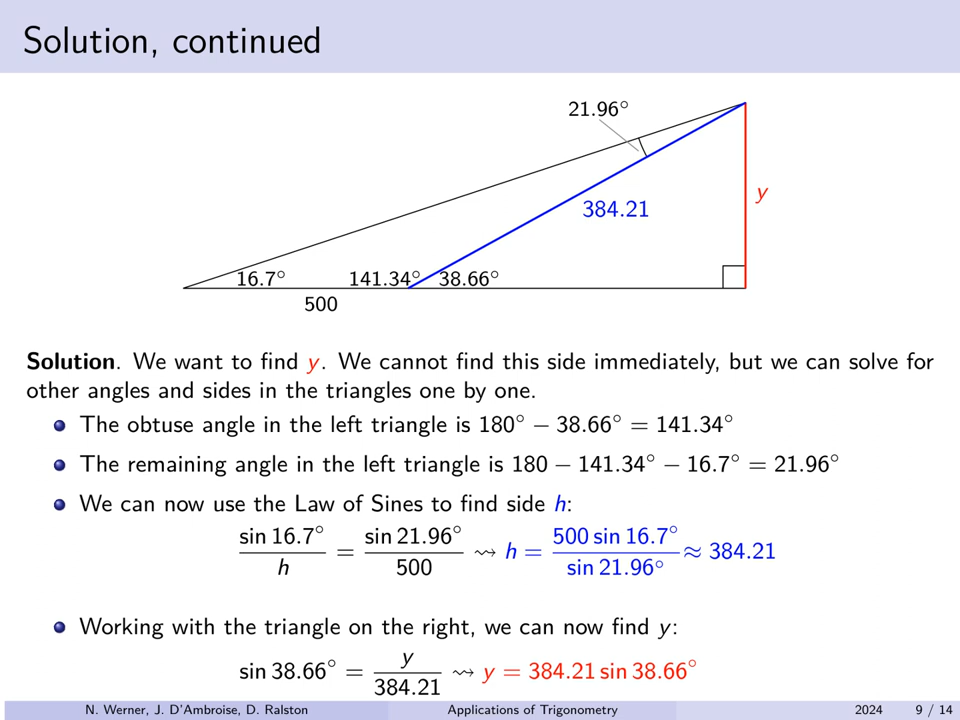 Solution, continued
21.96°
y
384.21
16.7° 141.34° 38.66°
500
Solution. We want to find y. We cannot find this side immediately, but we can solve for
other angles and sides in the triangles one by one.
The obtuse angle in the left triangle is 180° − 38.66° = 141.34°
The remaining angle in the left triangle is 180 − 141.34° − 16.7° = 21.96°
We can now use the Law of Sines to find side h:
sin 16.7° / h = sin 21.96° / 500 ⇝ h = 500 sin 16.7° / sin 21.96° ≈ 384.21
Working with the triangle on the right, we can now find y:
sin 38.66° = y / 384.21 ⇝ y = 384.21 sin 38.66°
N. Werner, J. D'Ambroise, D. Ralston Applications of Trigonometry 2024 9 / 14